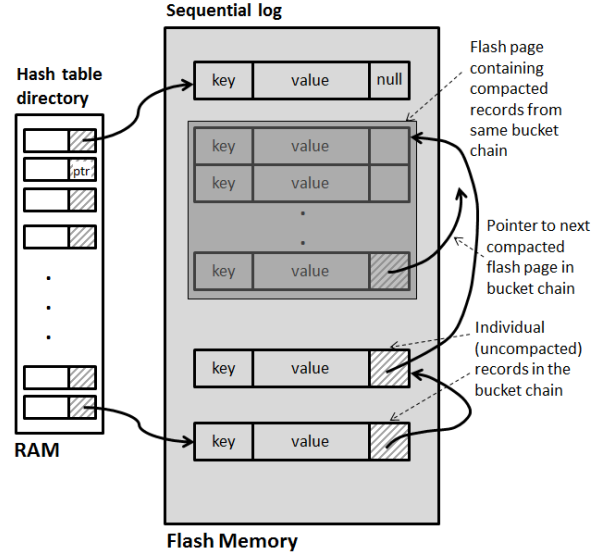 Sequential log
Hash table
directory
ptr
RAM
key value null
key value
key value
key value
key value
key value
Flash Memory
Flash page
containing
compacted
records from
same bucket
chain
Pointer to next
compacted
flash page in
bucket chain
Individual
(uncompacted)
records in the
bucket chain